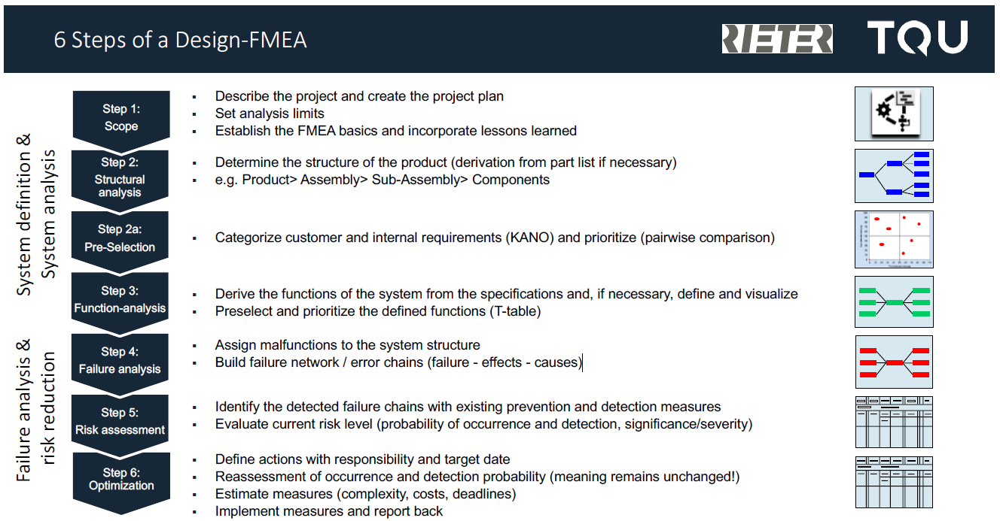 6 Steps of a Design-FMEA
RIETER
TQU
System definition &
System analysis
Step 1:
Scope
▪ Describe the project and create the project plan
▪ Set analysis limits
▪ Establish the FMEA basics and incorporate lessons learned
Step 2:
Structural
analysis
▪ Determine the structure of the product (derivation from part list if necessary)
▪ e.g. Product> Assembly> Sub-Assembly> Components
Step 2a:
Pre-Selection
▪ Categorize customer and internal requirements (KANO) and prioritize (pairwise comparison)
Step 3:
Function-analysis
▪ Derive the functions of the system from the specifications and, if necessary, define and visualize
▪ Preselect and prioritize the defined functions (T-table)
Failure analysis &
risk reduction
Step 4:
Failure analysis
▪ Assign malfunctions to the system structure
▪ Build failure network / error chains (failure - effects - causes)
Step 5:
Risk assessment
▪ Identify the detected failure chains with existing prevention and detection measures
▪ Evaluate current risk level (probability of occurrence and detection, significance/severity)
Step 6:
Optimization
▪ Define actions with responsibility and target date
▪ Reassessment of occurrence and detection probability (meaning remains unchanged!)
▪ Estimate measures (complexity, costs, deadlines)
▪ Implement measures and report back